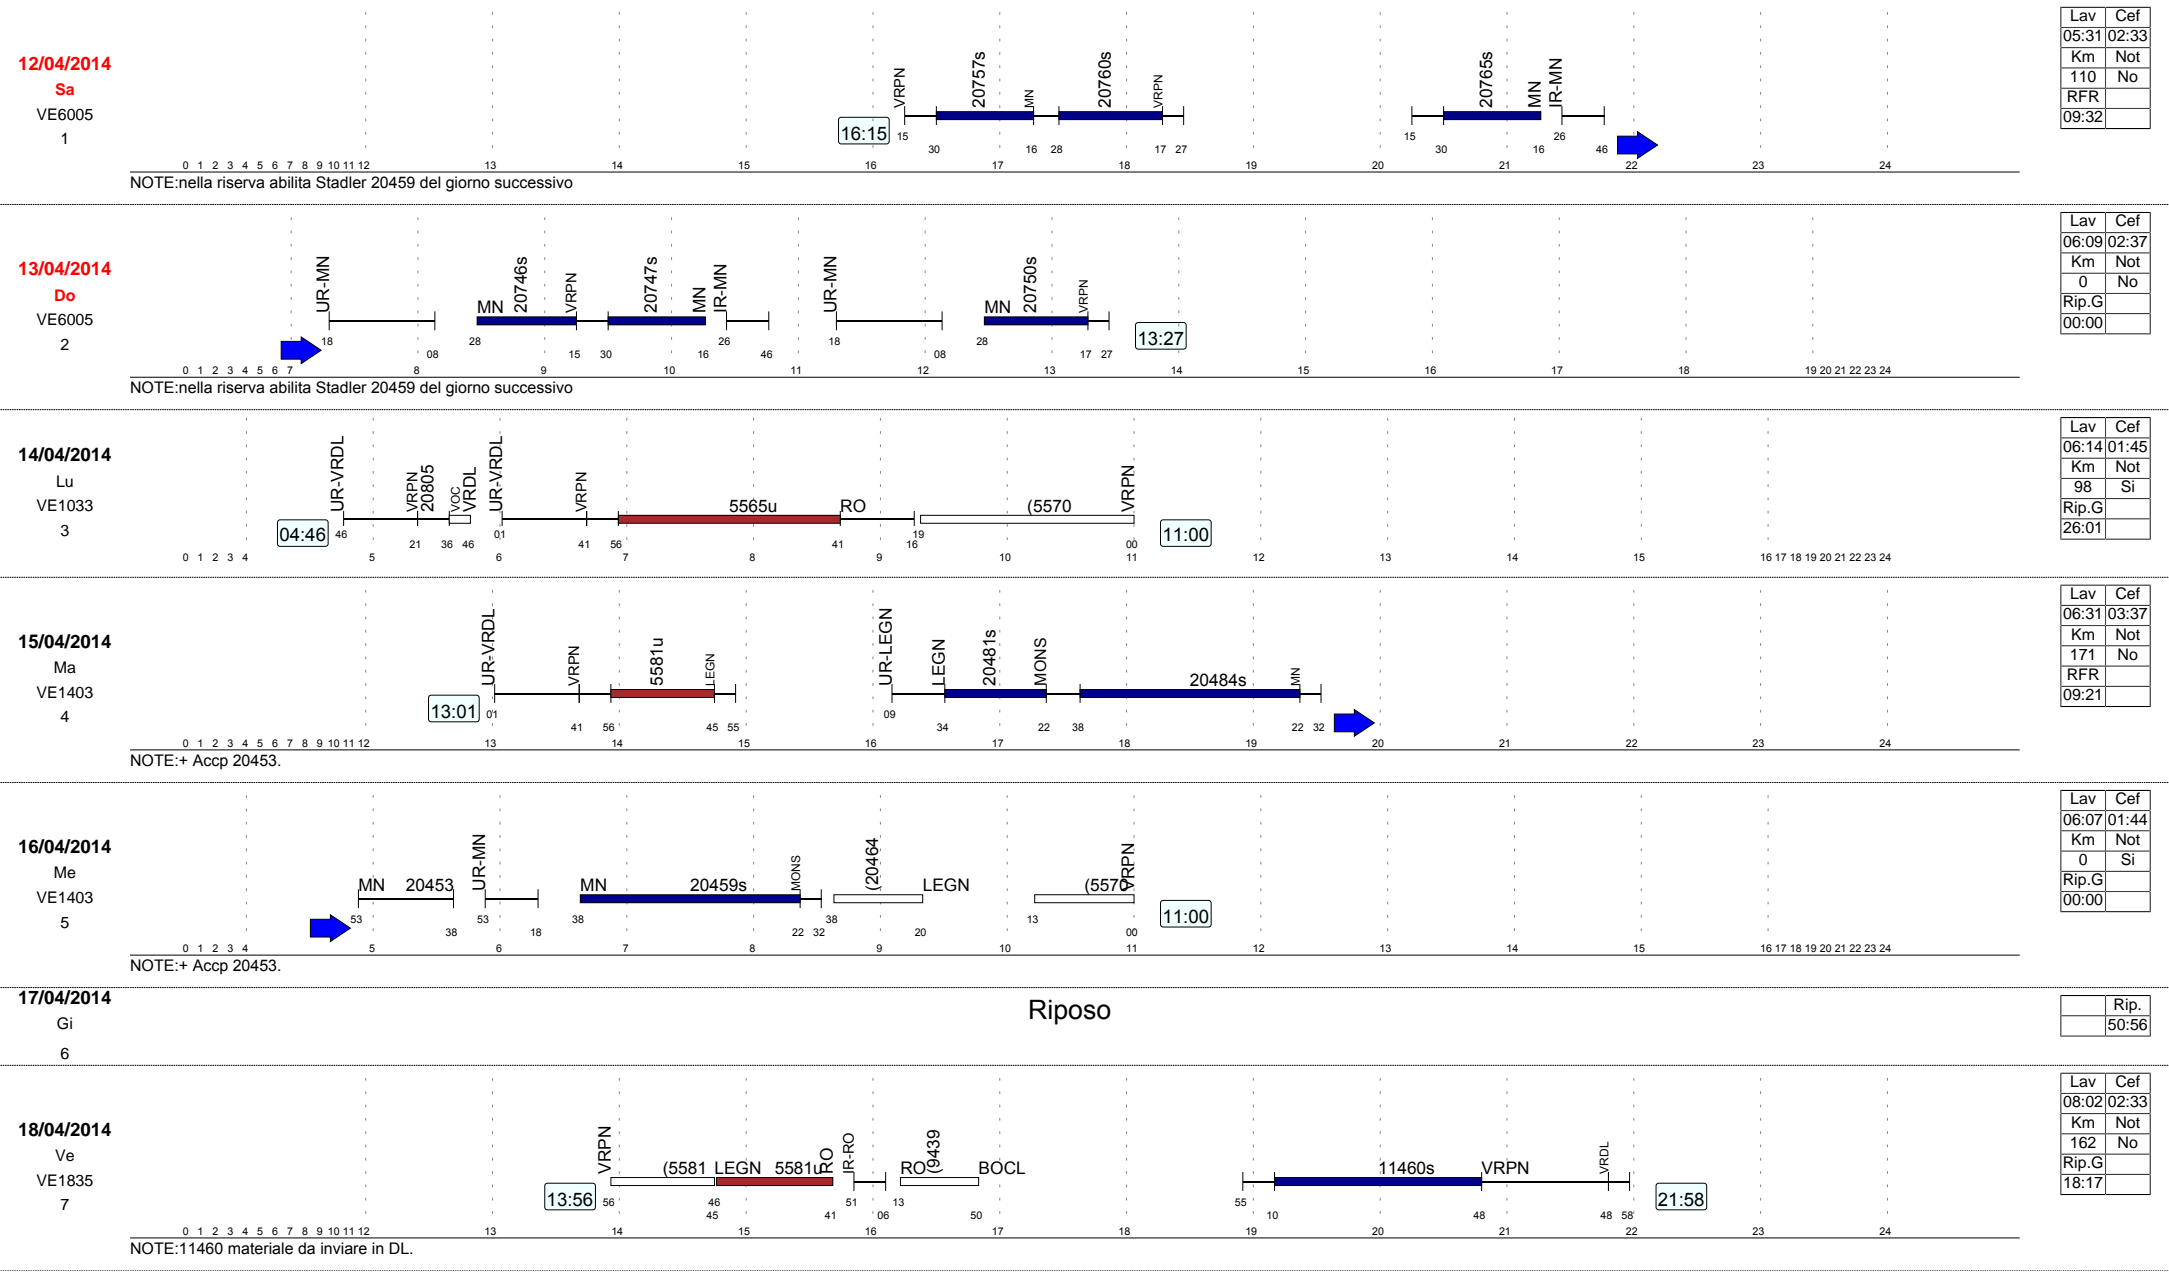 12/04/2014
Sa
VE6005
1
16:15
VRPN 20757s MN 20760s VRPN 20765s MN IR-MN
15 30 16 28 17 27 15 30 16 26 46
0 1 2 3 4 5 6 7 8 9 10 11 12 13 14 15 16 17 18 19 20 21 22 23 24
NOTE:nella riserva abilita Stadler 20459 del giorno successivo
Lav Cef
05:31 02:33
Km Not
110 No
RFR
09:32
13/04/2014
Do
VE6005
2
UR-MN MN 20746s VRPN 20747s MN IR-MN UR-MN MN 20750s VRPN
18 08 28 15 30 16 26 46 18 08 28 17 27
13:27
0 1 2 3 4 5 6 7 8 9 10 11 12 13 14 15 16 17 18 19 20 21 22 23 24
NOTE:nella riserva abilita Stadler 20459 del giorno successivo
Lav Cef
06:09 02:37
Km Not
0 No
Rip.G
00:00
14/04/2014
Lu
VE1033
3
04:46
UR-VRDL VRPN 20805 VOC VRDL UR-VRDL VRPN 5565u RO (5570 VRPN
46 21 36 46 01 41 56 41 16 19 00
11:00
0 1 2 3 4 5 6 7 8 9 10 11 12 13 14 15 16 17 18 19 20 21 22 23 24
Lav Cef
06:14 01:45
Km Not
98 Si
Rip.G
26:01
15/04/2014
Ma
VE1403
4
13:01
UR-VRDL VRPN 5581u LEGN UR-LEGN LEGN 20481s MONS 20484s MN
01 41 56 45 55 09 34 22 38 22 32
0 1 2 3 4 5 6 7 8 9 10 11 12 13 14 15 16 17 18 19 20 21 22 23 24
NOTE:+ Accp 20453.
Lav Cef
06:31 03:37
Km Not
171 No
RFR
09:21
16/04/2014
Me
VE1403
5
MN 20453 UR-MN MN 20459s MONS (20464 LEGN (5570 VRPN
53 38 53 18 38 22 32 38 20 13 00
11:00
0 1 2 3 4 5 6 7 8 9 10 11 12 13 14 15 16 17 18 19 20 21 22 23 24
NOTE:+ Accp 20453.
Lav Cef
06:07 01:44
Km Not
0 Si
Rip.G
00:00
17/04/2014
Gi
6
Riposo
Rip.
50:56
18/04/2014
Ve
VE1835
7
13:56
VRPN (5581 LEGN 5581u RO IR-RO RO (9439 BOCL 11460s VRPN VRDL
56 46 45 41 51 06 13 50 55 10 48 48 58
21:58
0 1 2 3 4 5 6 7 8 9 10 11 12 13 14 15 16 17 18 19 20 21 22 23 24
NOTE:11460 materiale da inviare in DL.
Lav Cef
08:02 02:33
Km Not
162 No
Rip.G
18:17